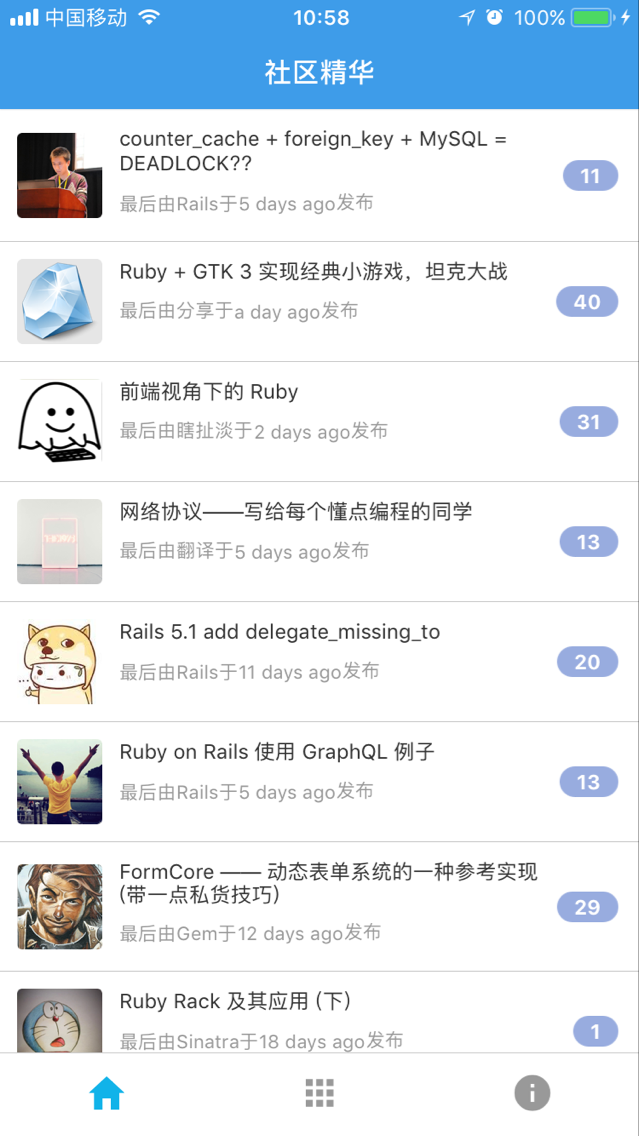 中国移动 10:58 100%
社区精华
counter_cache + foreign_key + MySQL =
DEADLOCK??
11
最后由Rails于5 days ago发布
Ruby + GTK 3 实现经典小游戏，坦克大战
40
最后由分享于a day ago发布
前端视角下的 Ruby
31
最后由瞎扯淡于2 days ago发布
网络协议——写给每个懂点编程的同学
13
最后由翻译于5 days ago发布
Rails 5.1 add delegate_missing_to
20
最后由Rails于11 days ago发布
Ruby on Rails 使用 GraphQL 例子
13
最后由Rails于5 days ago发布
FormCore —— 动态表单系统的一种参考实现
(带一点私货技巧)
29
最后由Gem于12 days ago发布
Ruby Rack 及其应用 (下)
1
最后由Sinatra于18 days ago发布